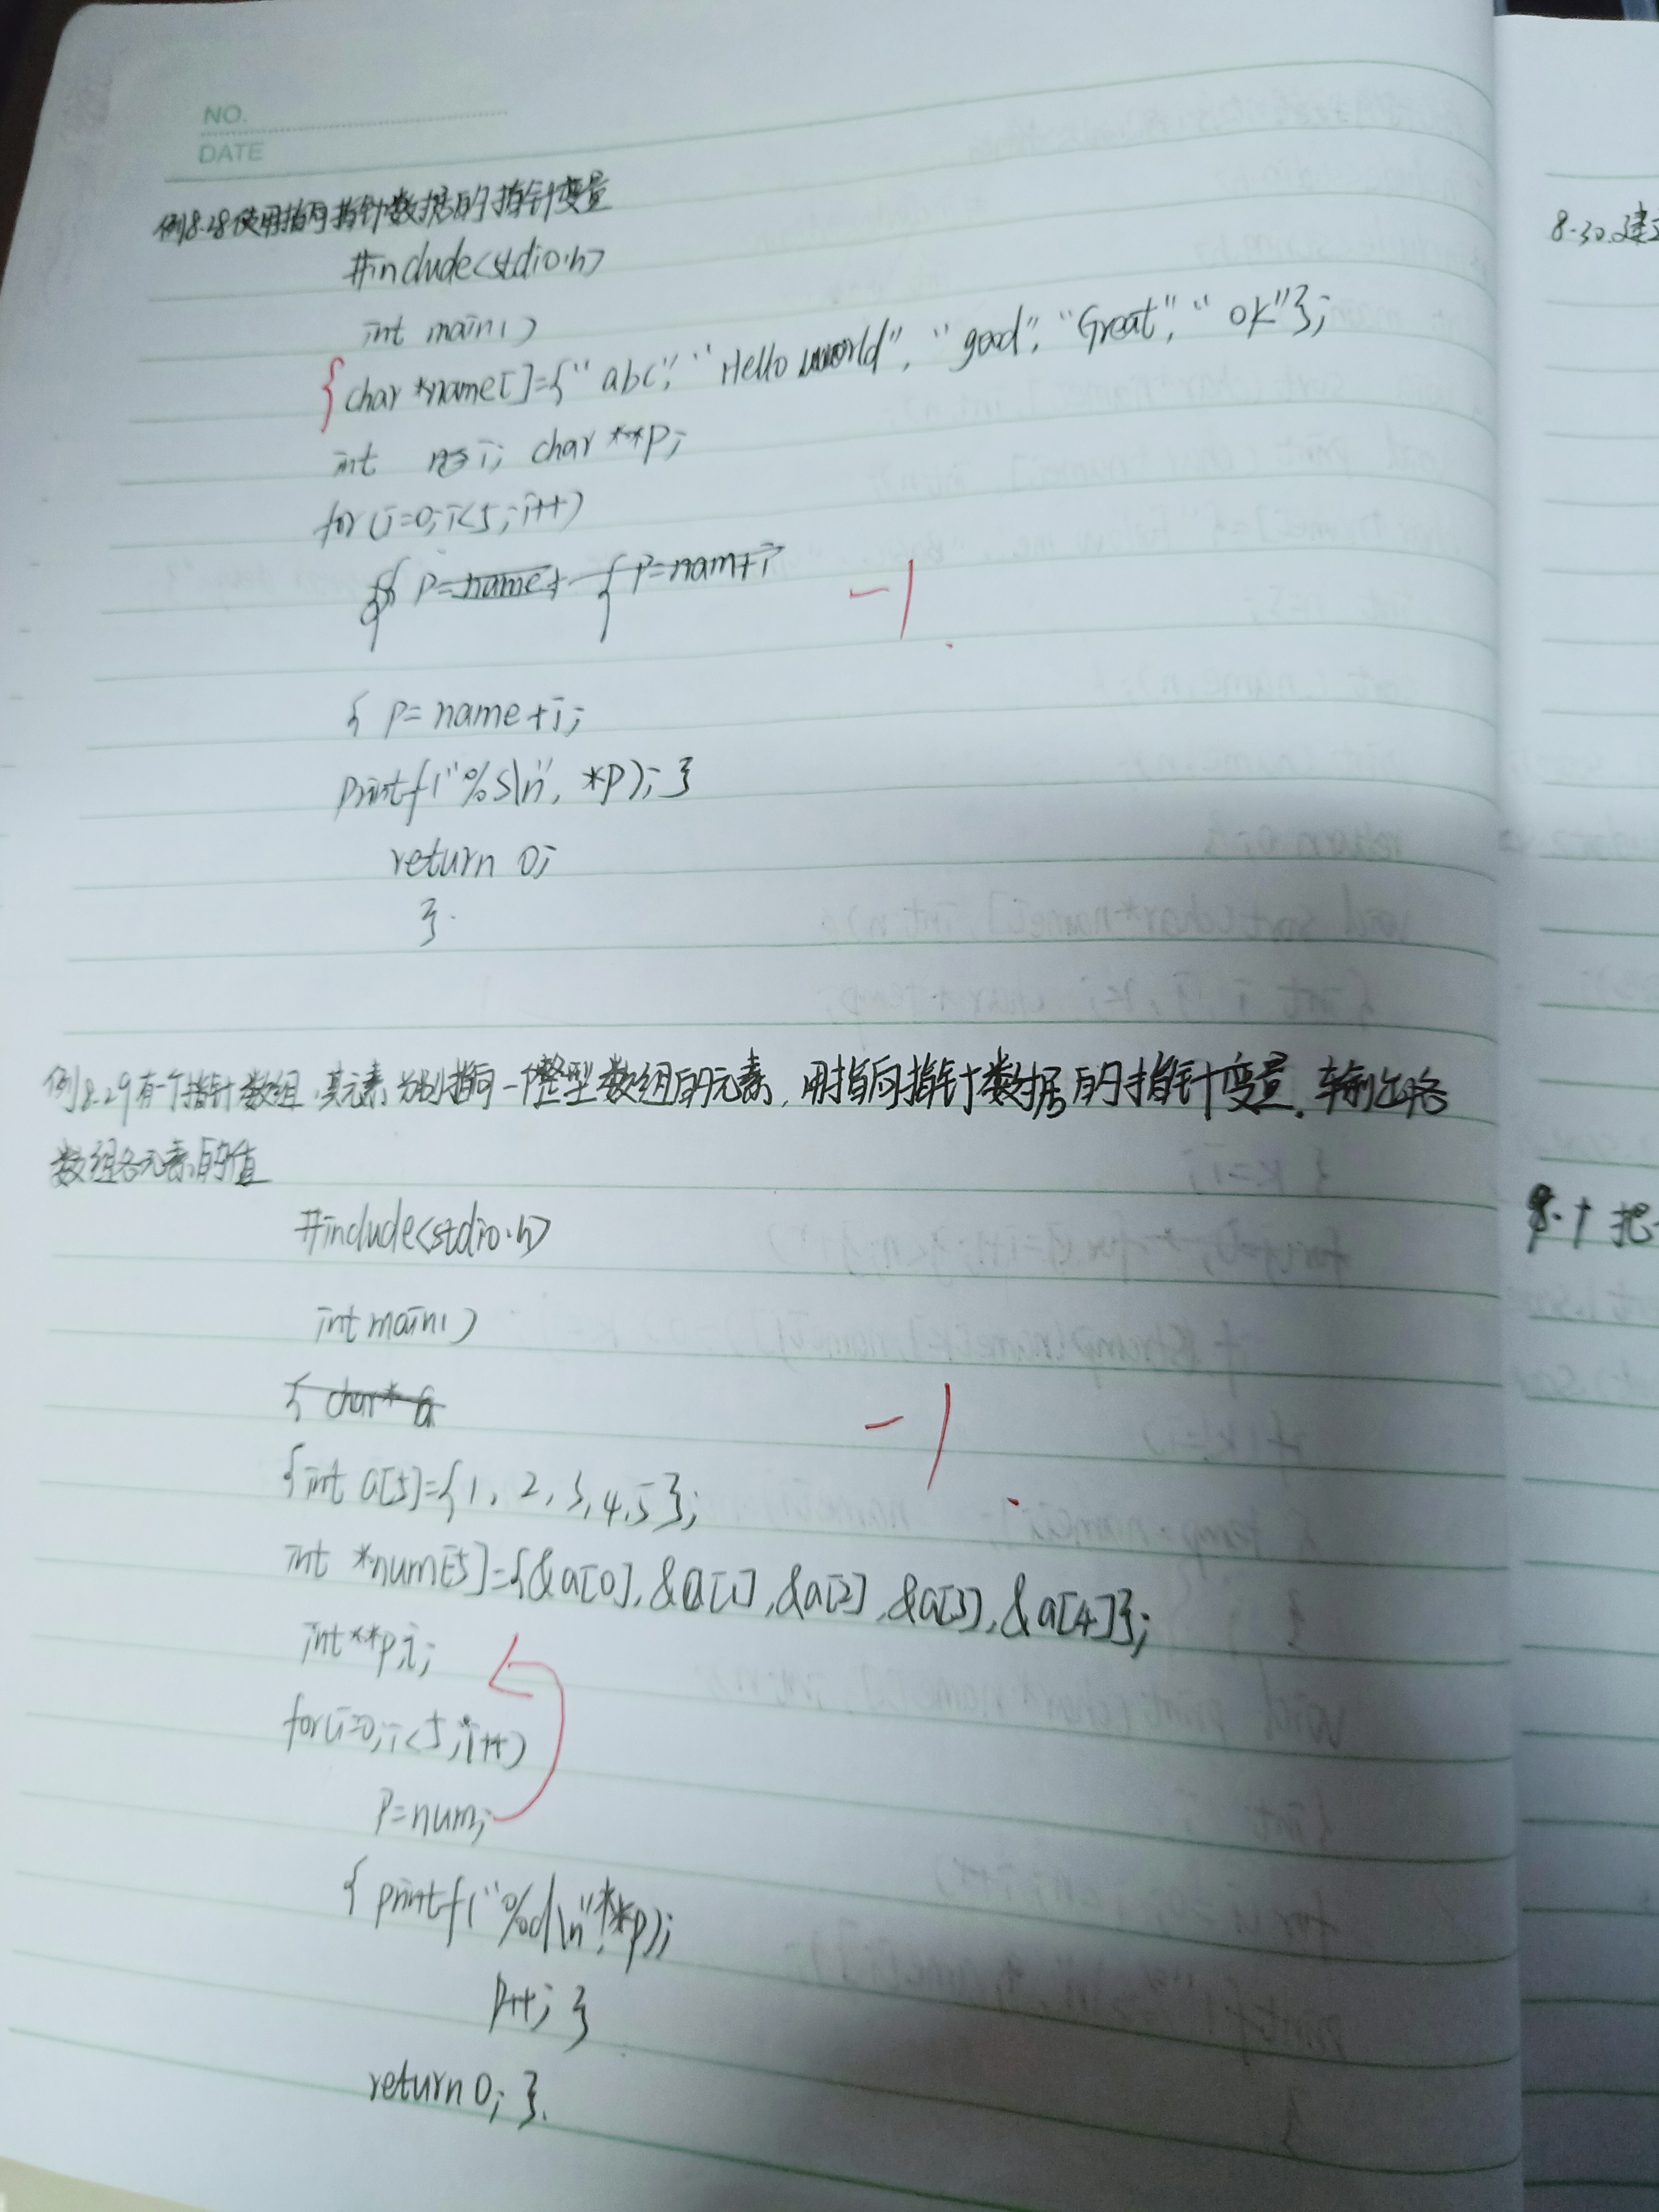 NO.
DATE
例8.28使用指向指针数据的指针变量
#include<stdio.h>
int main()
{char *name[]={"abc","Hello world","good","Great","ok"};
int i; char **p;
for(i=0;i<5;i++)
{ p=name+ { p=nam+i
-1
{ p=name+i;
printf("%s\n", *p);}
return 0;
}
例8.29有一个指针数组,其元素分别指向一个整型数组的元素,用指向指针数据的指针变量,输出
数组各元素的值
#include<stdio.h>
int main()
{ char* a
-1
{int a[5]={1, 2, 3,4,5};
int *num[5]={&a[0],&a[1],&a[2],&a[3],&a[4]};
int**p,i;
for(i=0;i<5;i++)
p=num;
{ printf("%d\n",**p);
p++; }
return 0; }
8.30.建
8.1 把